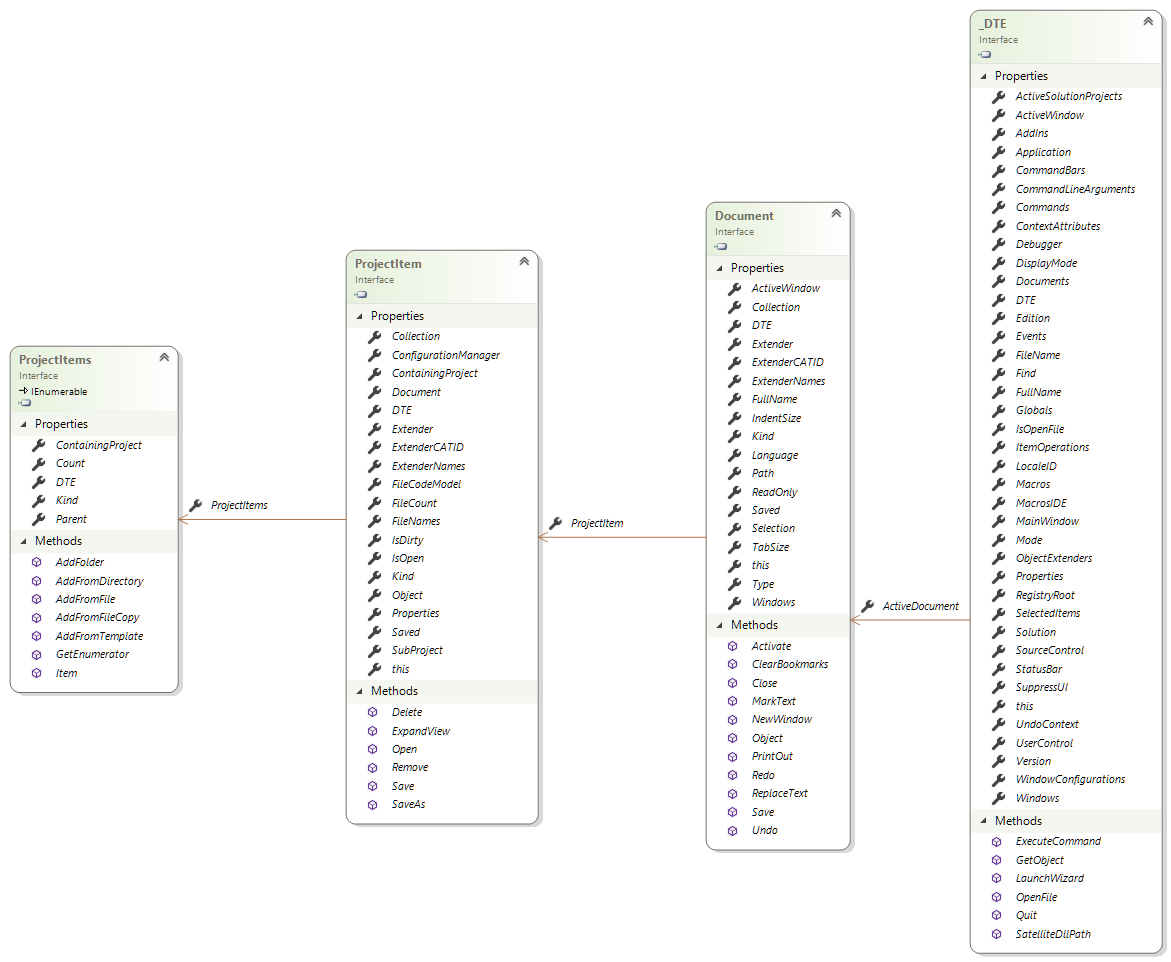 ProjectItems
Interface
IEnumerable
Properties
ContainingProject
Count
DTE
Kind
Parent
Methods
AddFolder
AddFromDirectory
AddFromFile
AddFromFileCopy
AddFromTemplate
GetEnumerator
Item
ProjectItems
ProjectItem
Interface
Properties
Collection
ConfigurationManager
ContainingProject
Document
DTE
Extender
ExtenderCATID
ExtenderNames
FileCodeModel
FileCount
FileNames
IsDirty
IsOpen
Kind
Object
Properties
Saved
SubProject
this
Methods
Delete
ExpandView
Open
Remove
Save
SaveAs
ProjectItem
Document
Interface
Properties
ActiveWindow
Collection
DTE
Extender
ExtenderCATID
ExtenderNames
FullName
IndentSize
Kind
Language
Path
ReadOnly
Saved
Selection
TabSize
this
Type
Windows
Methods
Activate
ClearBookmarks
Close
MarkText
NewWindow
Object
PrintOut
Redo
ReplaceText
Save
Undo
ActiveDocument
_DTE
Interface
Properties
ActiveSolutionProjects
ActiveWindow
AddIns
Application
CommandBars
CommandLineArguments
Commands
ContextAttributes
Debugger
DisplayMode
Documents
DTE
Edition
Events
FileName
Find
FullName
Globals
IsOpenFile
ItemOperations
LocaleID
Macros
MacrosIDE
MainWindow
Mode
ObjectExtenders
Properties
RegistryRoot
SelectedItems
Solution
SourceControl
StatusBar
SuppressUI
this
UndoContext
UserControl
Version
WindowConfigurations
Windows
Methods
ExecuteCommand
GetObject
LaunchWizard
OpenFile
Quit
SatelliteDllPath